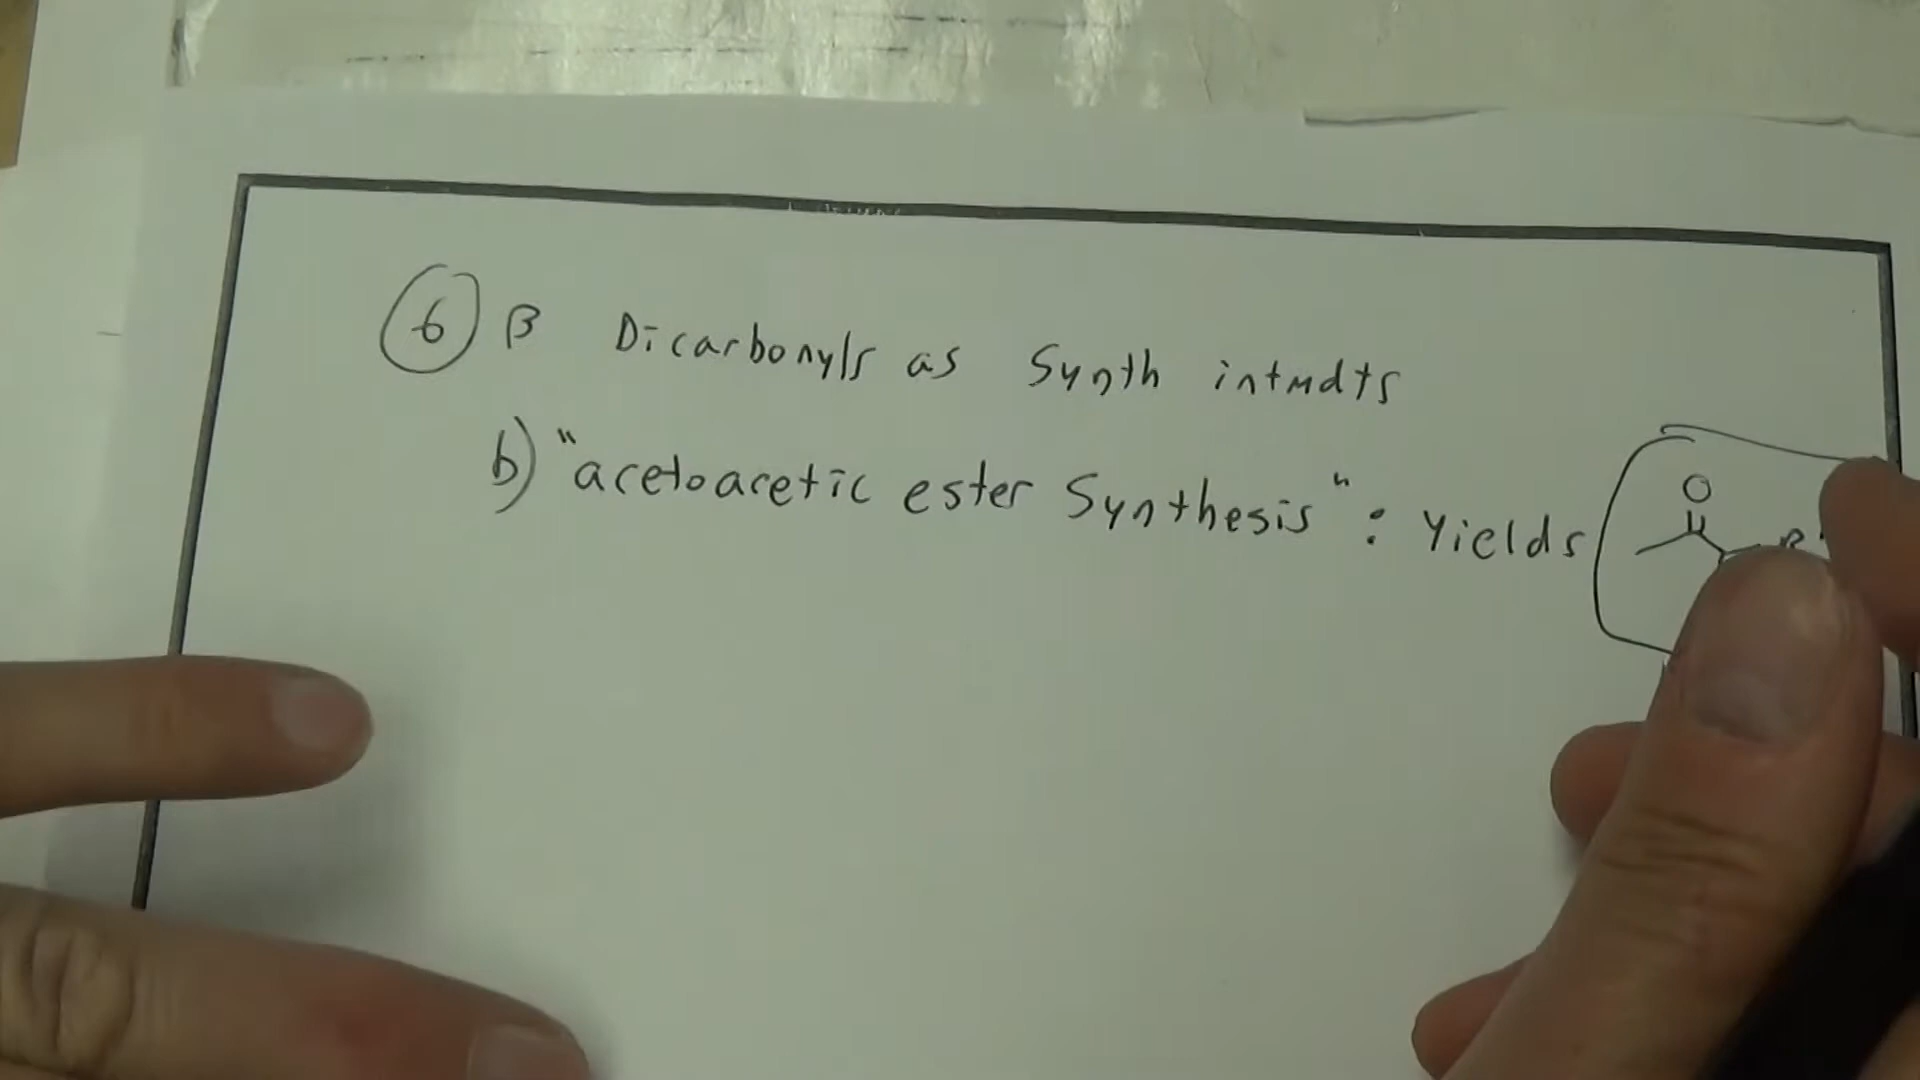 6 β Dicarbonyls as Synth intmdts
b) "acetoacetic ester Synthesis" : Yields
O